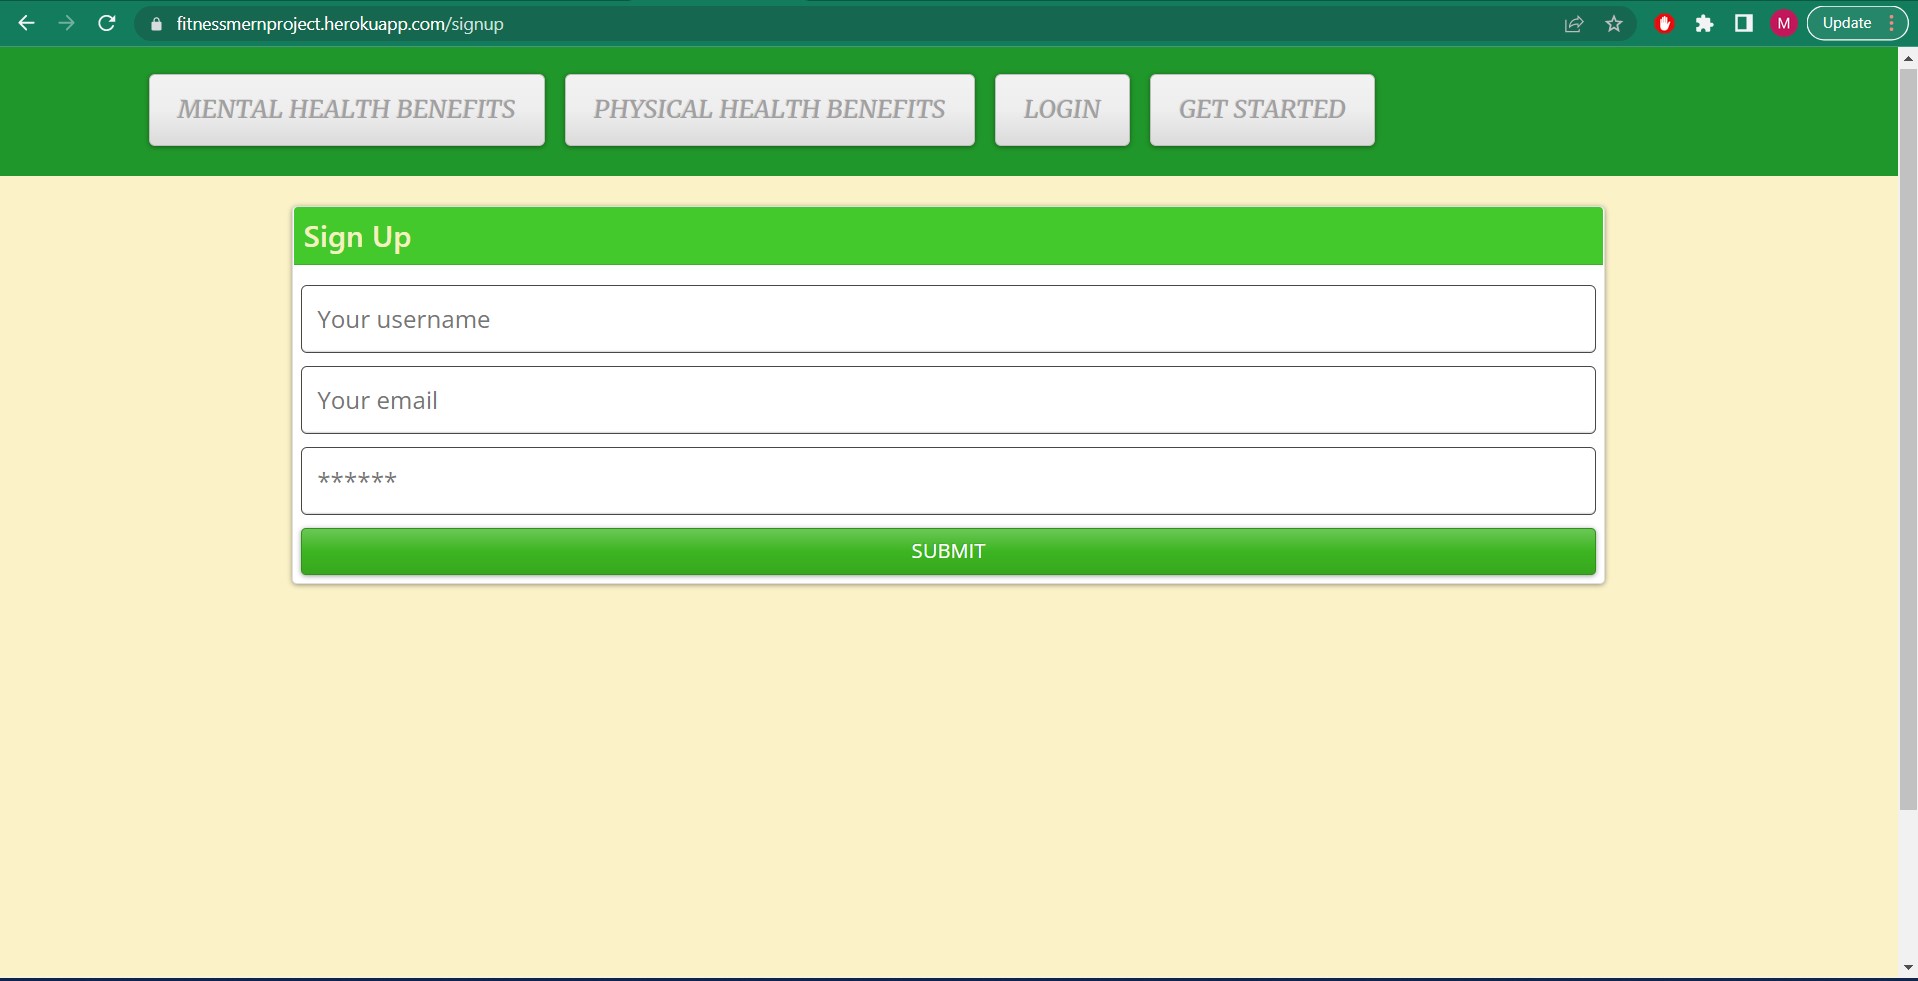 fitnessmernproject.herokuapp.com/signup
M
Update
MENTAL HEALTH BENEFITS
PHYSICAL HEALTH BENEFITS
LOGIN
GET STARTED
Sign Up
Your username
Your email
******
SUBMIT